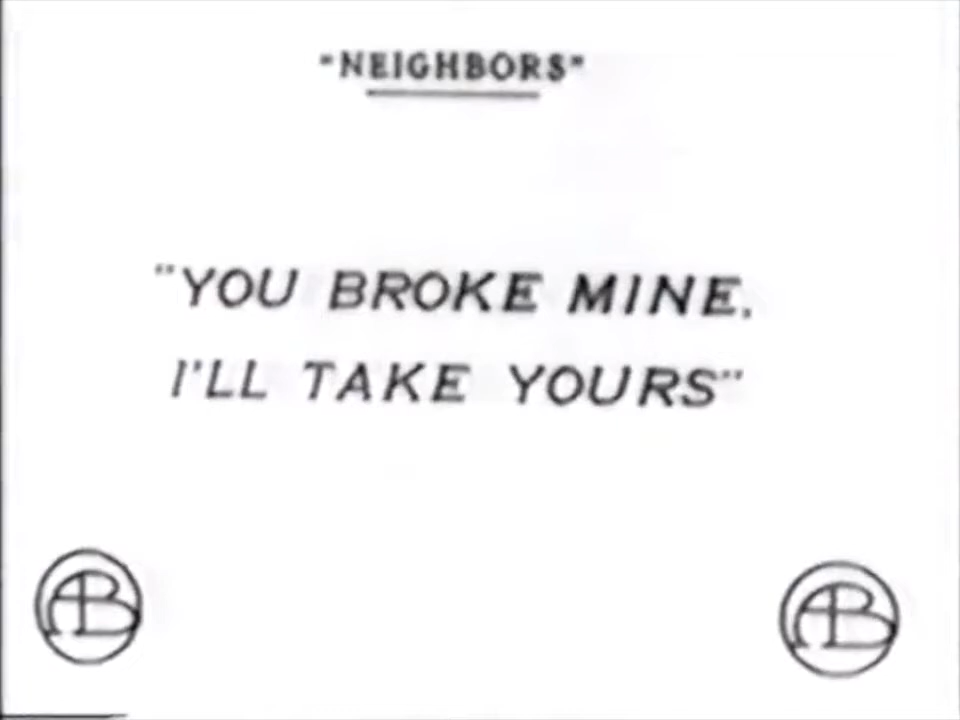 "NEIGHBORS"
"YOU BROKE MINE,
I'LL TAKE YOURS"
AB
AB